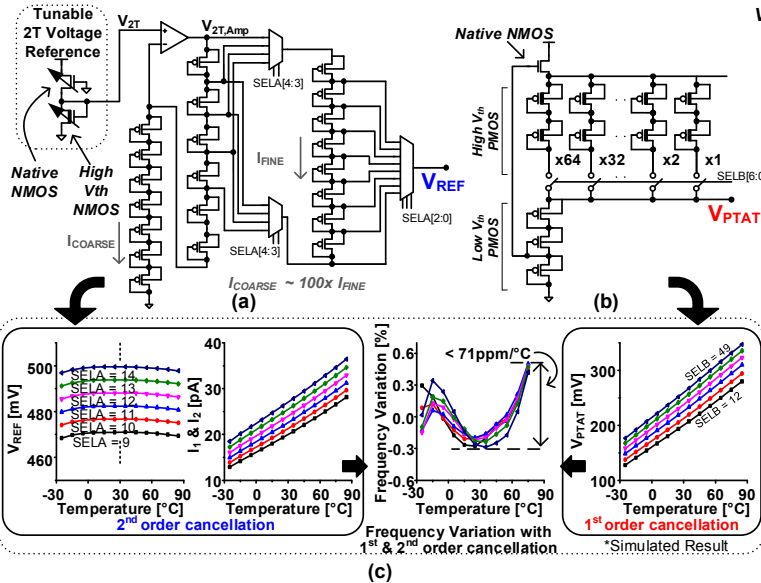 Tunable
2T Voltage
Reference
V2T
V2T,Amp
SELA[4:3]
Native
NMOS
High
Vth
NMOS
ICOARSE
IFINE
SELA[4:3]
VREF
SELA[2:0]
ICOARSE ~ 100x IFINE
(a)
Native NMOS
High Vth
PMOS
x64
x32
x2
x1
SELB[6:0
VPTAT
Low Vth
PMOS
(b)
VREF [mV]
500
480
460
SELA = 14
SELA = 13
SELA = 12
SELA = 11
SELA = 10
SELA = 9
-30 0 30 60 90
Temperature [°C]
I1 & I2 [pA]
40
30
20
10
-30 0 30 60 90
Temperature [°C]
2nd order cancellation
Frequency Variation [%]
0.6
0.3
0.0
-0.3
-0.6
< 71ppm/°C
-30 0 30 60 90
Temperature [°C]
Frequency Variation with
1st & 2nd order cancellation
VPTAT [mV]
300
200
100
SELB = 49
SELB = 12
-30 0 30 60 90
Temperature [°C]
1st order cancellation
*Simulated Result
(c)